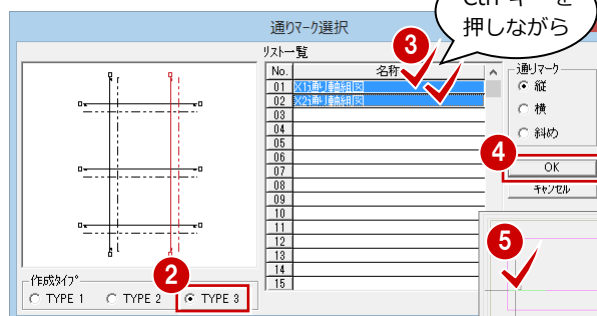 Ctrl キーを
押しながら
通りマーク選択
3
リスト一覧
No. 名称
01 X1通り軸組図
02 X2通り軸組図
03
04
05
06
07
08
09
10
11
12
13
14
15
通りマーク
縦
横
斜め
4
OK
キャンセル
5
作成タイプ
2
TYPE 1 TYPE 2 TYPE 3